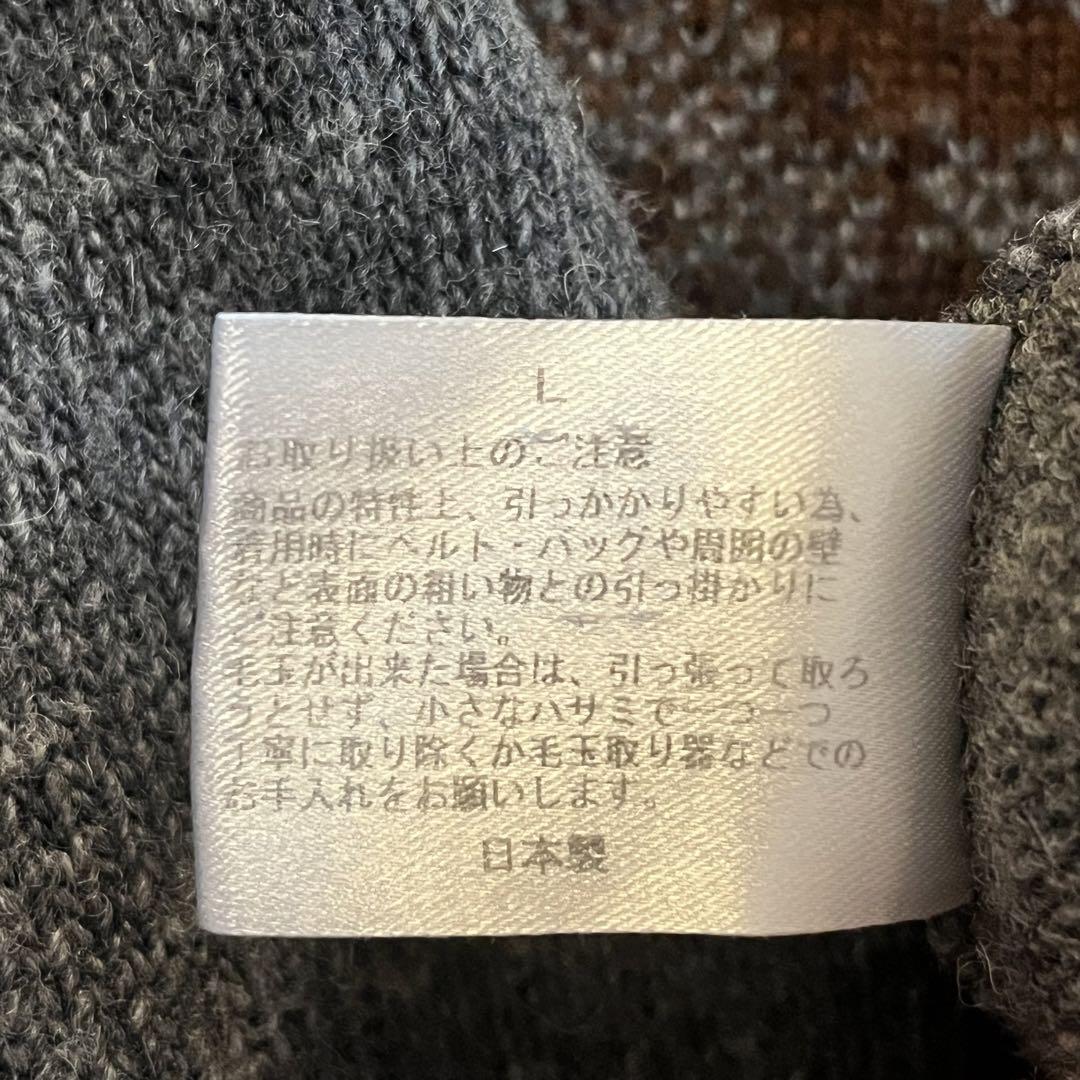 L
お取り扱い上のご注意
商品の特性上、引っかかりやすい為、
着用時にベルト・バッグや周囲の壁
など表面の粗い物との引っ掛かりに
ご注意ください。
毛玉が出来た場合は、引っ張って取ろ
うとせず、小さなハサミで一つ一つ
丁寧に取り除くか毛玉取り器などでの
お手入れをお願いします。
日本製